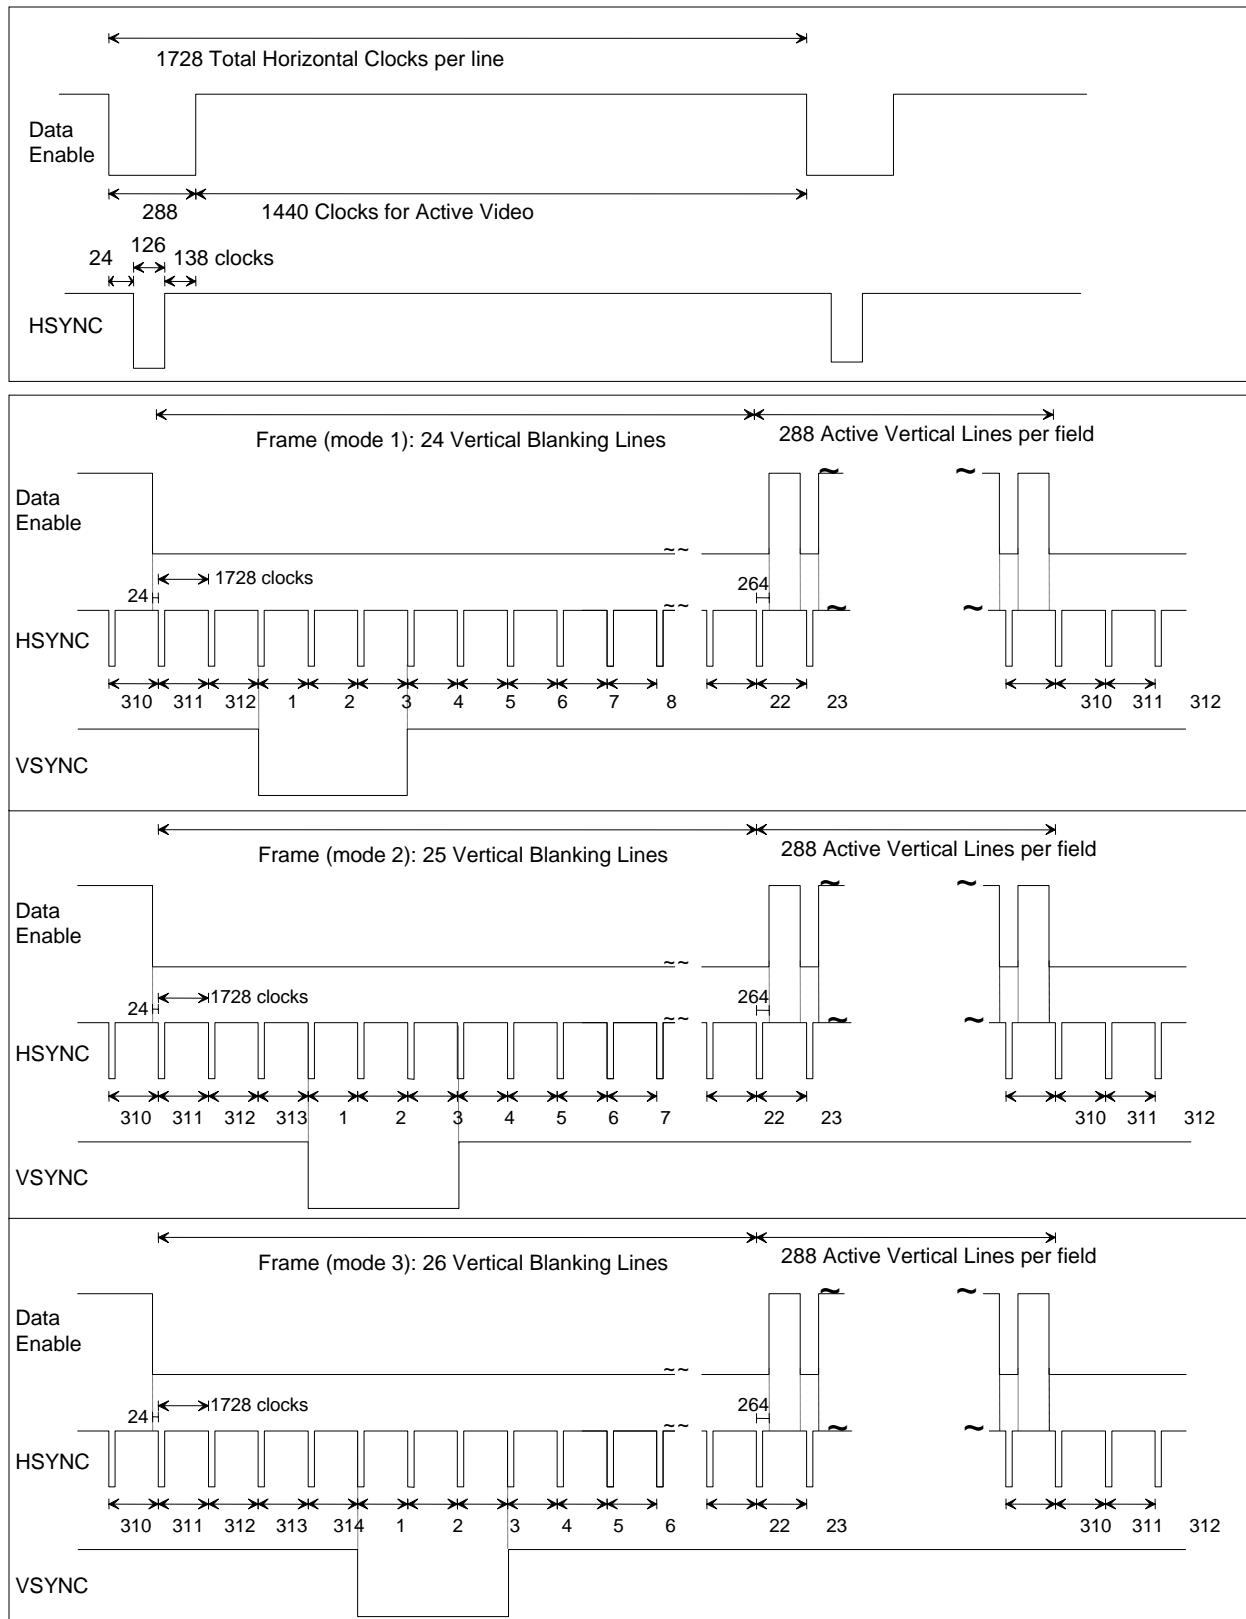 1728 Total Horizontal Clocks per line
Data
Enable
288
1440 Clocks for Active Video
126
24
138 clocks
HSYNC
Frame (mode 1): 24 Vertical Blanking Lines
288 Active Vertical Lines per field
Data
Enable
~ ~
~
~
1728 clocks
24
264
HSYNC
~ ~
~
~
310 311 312 1 2 3 4 5 6 7 8 22 23 310 311 312
VSYNC
Frame (mode 2): 25 Vertical Blanking Lines
288 Active Vertical Lines per field
Data
Enable
~ ~
~
~
1728 clocks
24
264
HSYNC
~ ~
~
~
310 311 312 313 1 2 3 4 5 6 7 22 23 310 311 312
VSYNC
Frame (mode 3): 26 Vertical Blanking Lines
288 Active Vertical Lines per field
Data
Enable
~ ~
~
~
1728 clocks
24
264
HSYNC
~ ~
~
~
310 311 312 313 314 1 2 3 4 5 6 22 23 310 311 312
VSYNC